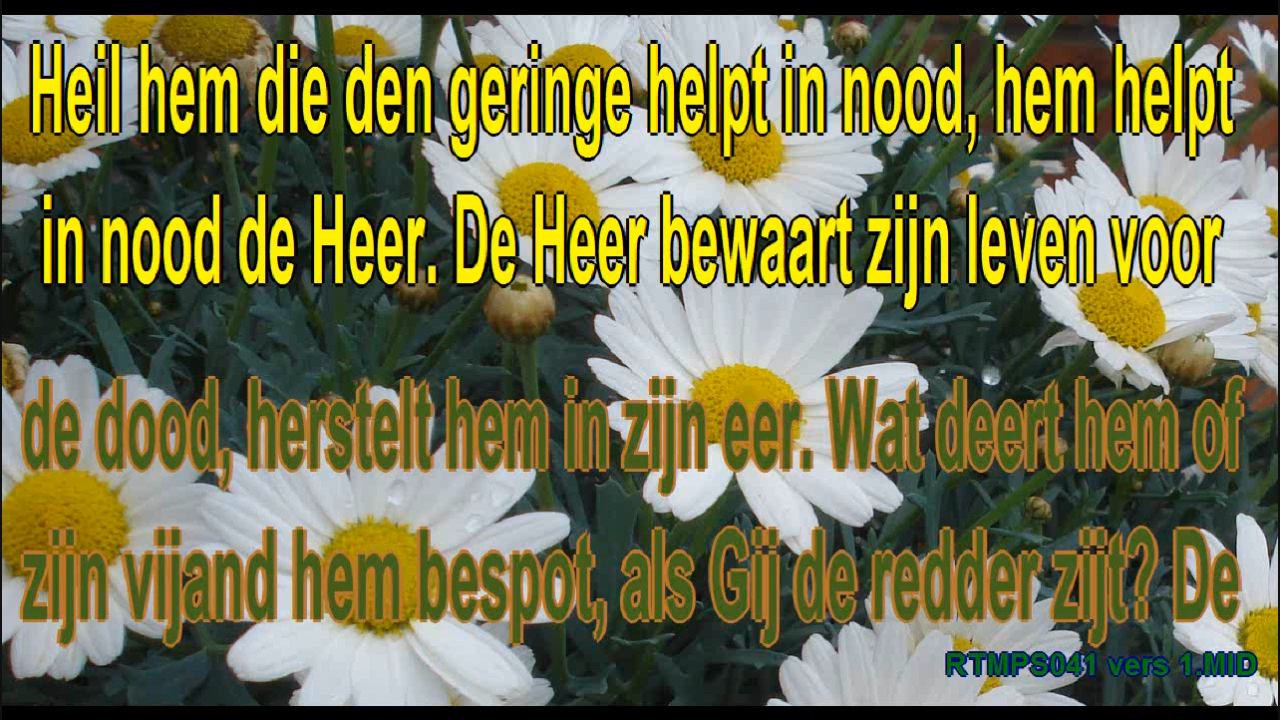 Heil hem die den geringe helpt in nood, hem helpt
in nood de Heer. De Heer bewaart zijn leven voor
de dood, herstelt hem in zijn eer. Wat deert hem of
zijn vijand hem bespot, als Gij de redder zijt? De
RTMPS041 vers 1.MID